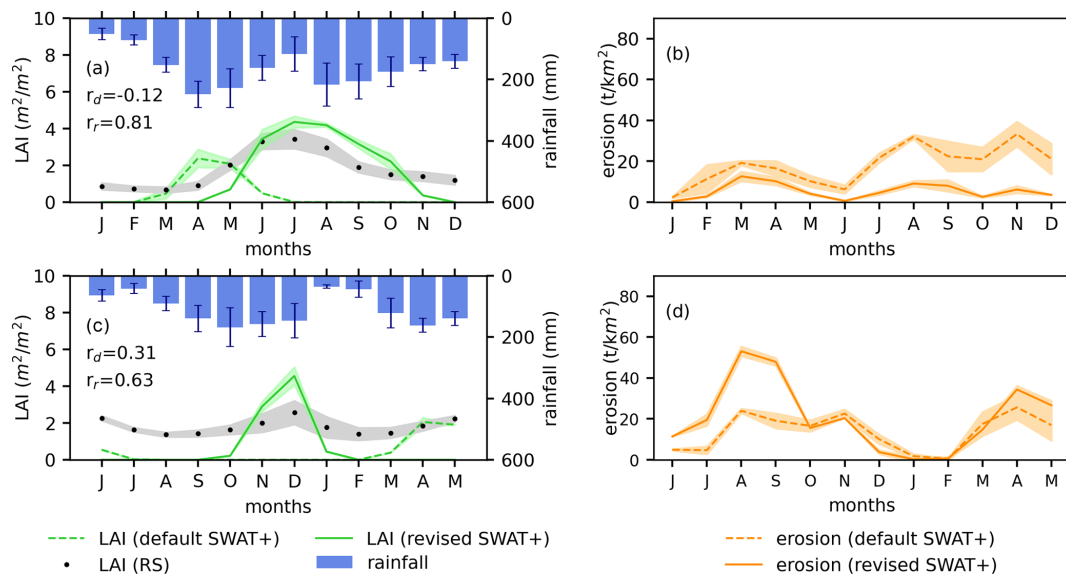 10 0 
8
6 200
4 400
2
0 600
LAI (m²/m²)
rainfall (mm)
(a)
r_d=-0.12
r_r=0.81
J F M A M J J A S O N D
months
80
60
40
20
0
erosion (t/km²)
(b)
J F M A M J J A S O N D
months
10 0
8
6 200
4 400
2
0 600
LAI (m²/m²)
rainfall (mm)
(c)
r_d=0.31
r_r=0.63
J J A S O N D J F M A M
months
80
60
40
20
0
erosion (t/km²)
(d)
J J A S O N D J F M A M
months
LAI (default SWAT+) LAI (revised SWAT+)
LAI (RS) rainfall
erosion (default SWAT+)
erosion (revised SWAT+)